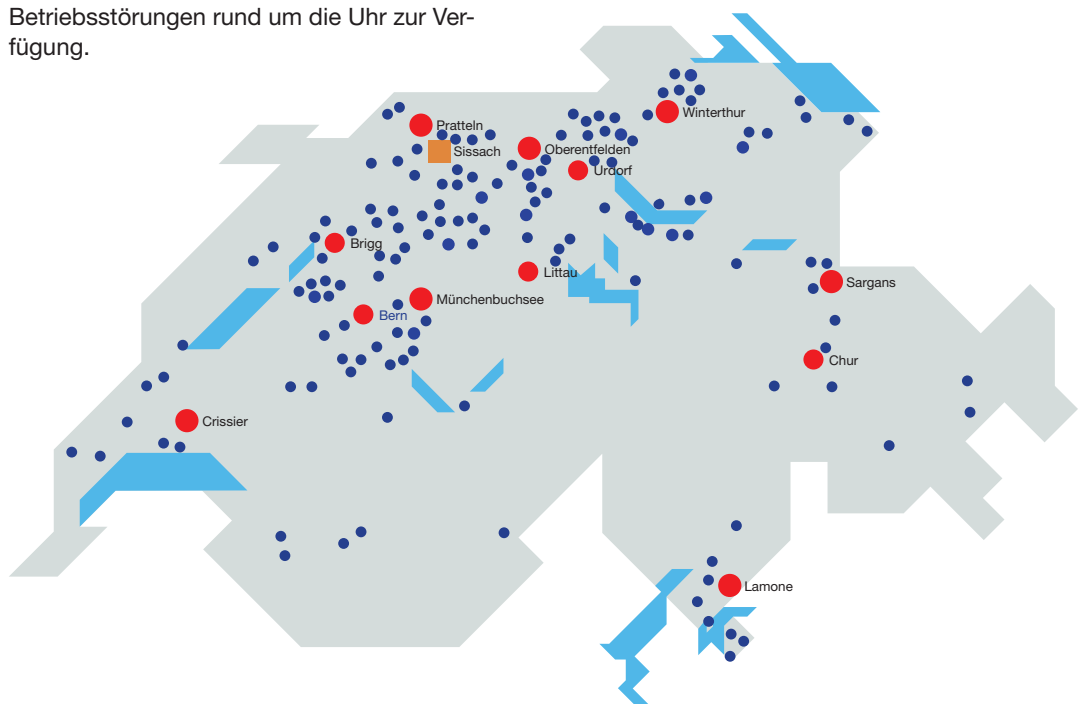 Betriebsstörungen rund um die Uhr zur Ver-
fügung.
Winterthur
Pratteln
Sissach
Oberentfelden
Urdorf
Brigg
Littau
Sargans
Münchenbuchsee
Bern
Chur
Crissier
Lamone